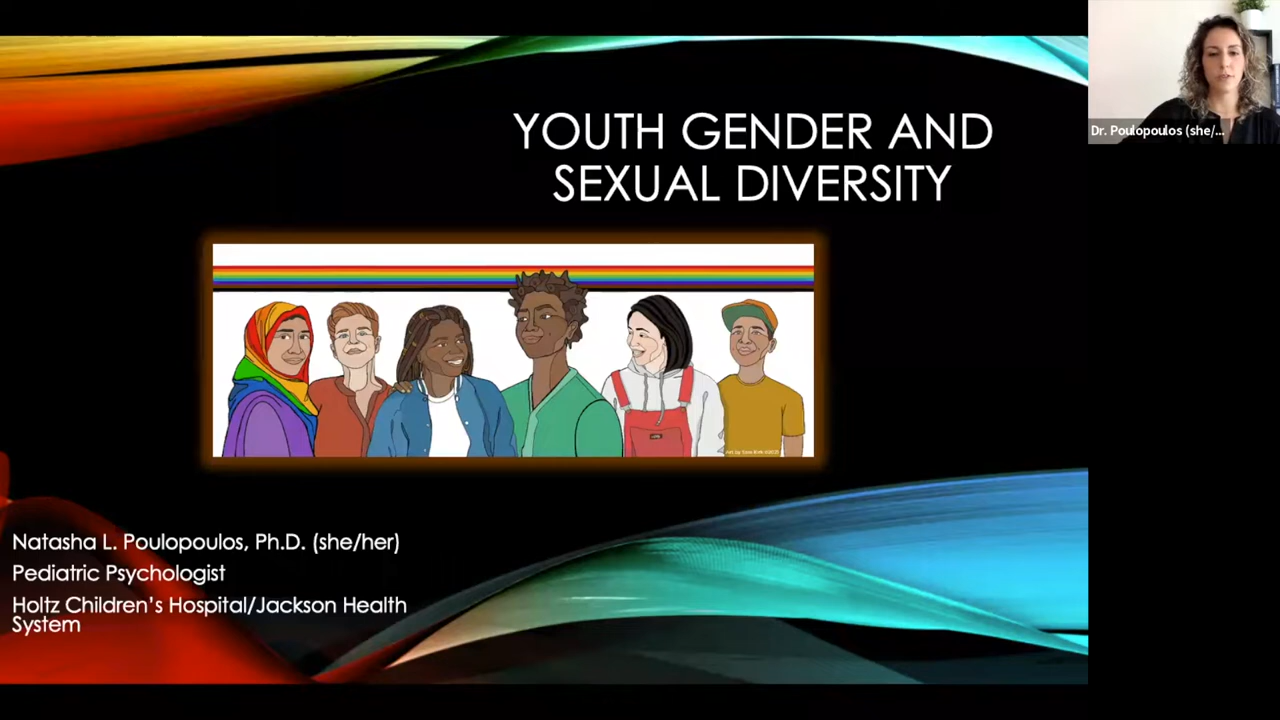 YOUTH GENDER AND
SEXUAL DIVERSITY
Dr. Poulopoulos (she/...
Natasha L. Poulopoulos, Ph.D. (she/her)
Pediatric Psychologist
Holtz Children's Hospital/Jackson Health
System